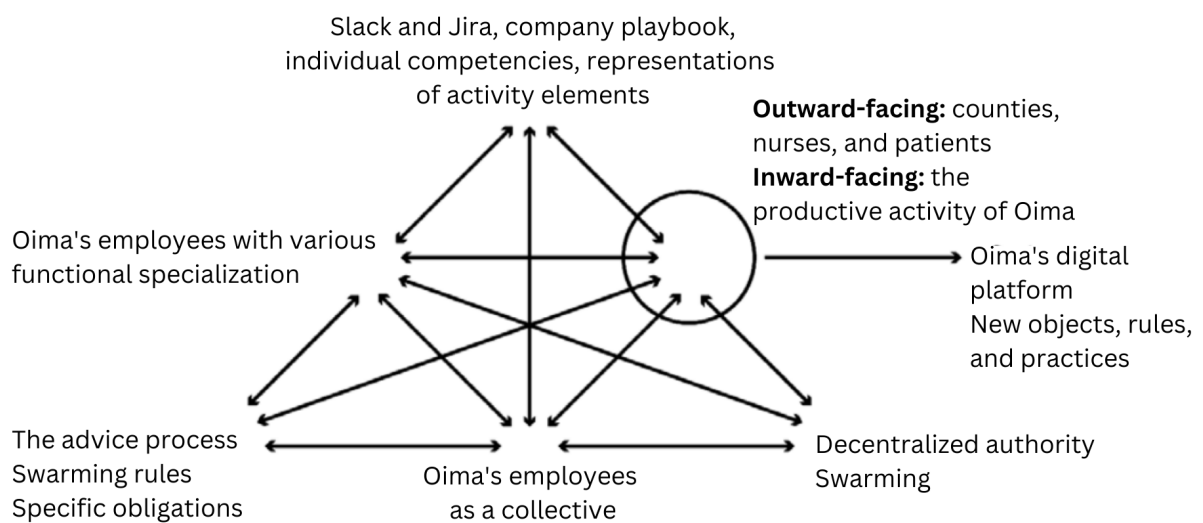 Slack and Jira, company playbook,
individual competencies, representations
of activity elements
Outward-facing: counties,
nurses, and patients
Inward-facing: the
productive activity of Oima
Oima's employees with various
functional specialization
Oima's digital
platform
New objects, rules,
and practices
The advice process
Swarming rules
Specific obligations
Oima's employees
as a collective
Decentralized authority
Swarming